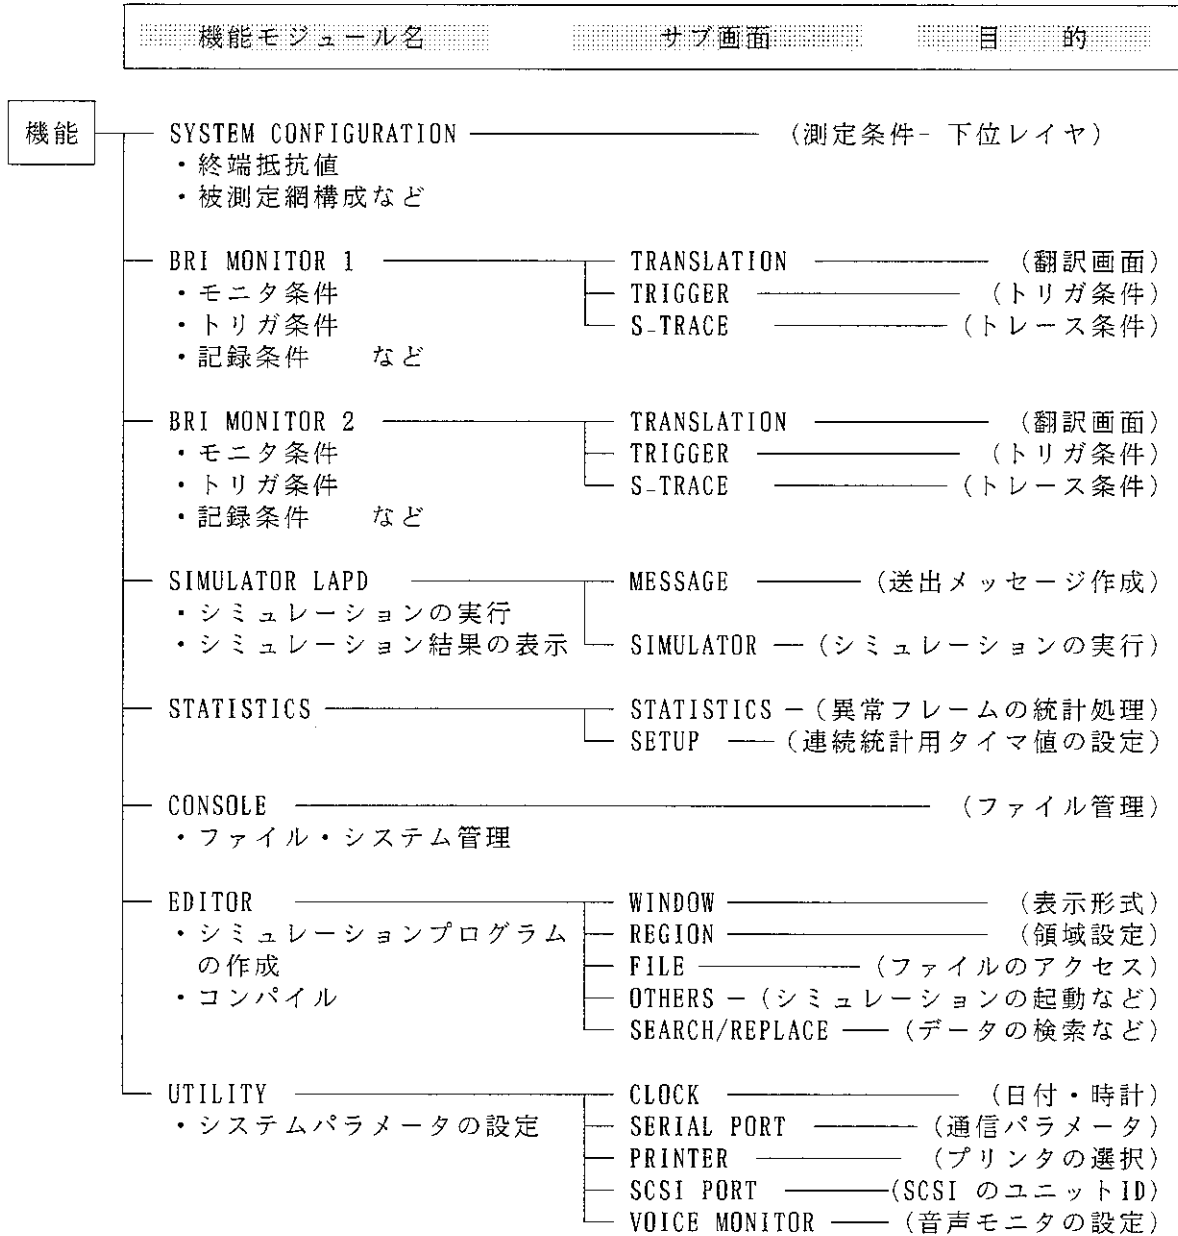 機能モジュール名 サブ画面 目 的
機能 SYSTEM CONFIGURATION (測定条件- 下位レイヤ)
・終端抵抗値
・被測定網構成など
BRI MONITOR 1 TRANSLATION (翻訳画面)
・モニタ条件 TRIGGER (トリガ条件)
・トリガ条件 S-TRACE (トレース条件)
・記録条件 など
BRI MONITOR 2 TRANSLATION (翻訳画面)
・モニタ条件 TRIGGER (トリガ条件)
・トリガ条件 S-TRACE (トレース条件)
・記録条件 など
SIMULATOR LAPD MESSAGE (送出メッセージ作成)
・シミュレーションの実行
・シミュレーション結果の表示 SIMULATOR (シミュレーションの実行)
STATISTICS STATISTICS (異常フレームの統計処理)
SETUP (連続統計用タイマ値の設定)
CONSOLE (ファイル管理)
・ファイル・システム管理
EDITOR WINDOW (表示形式)
・シミュレーションプログラム REGION (領域設定)
の作成 FILE (ファイルのアクセス)
・コンパイル OTHERS (シミュレーションの起動など)
SEARCH/REPLACE (データの検索など)
UTILITY CLOCK (日付・時計)
・システムパラメータの設定 SERIAL PORT (通信パラメータ)
PRINTER (プリンタの選択)
SCSI PORT (SCSI のユニットID)
VOICE MONITOR (音声モニタの設定)